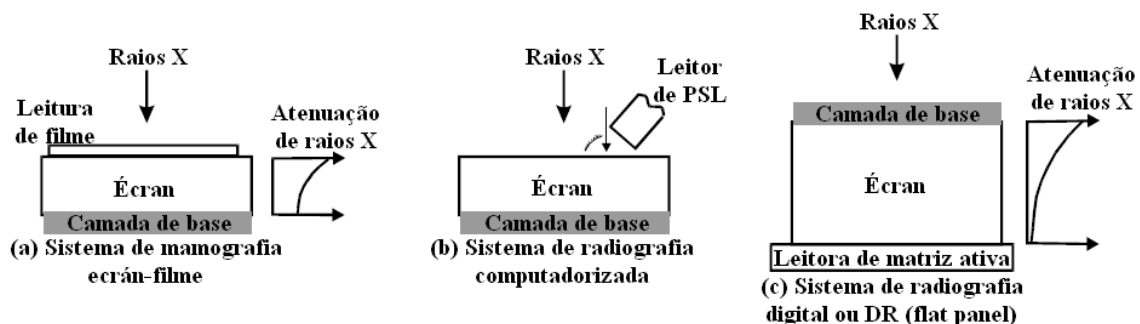 Raios X
Leitura
de filme
Atenuação
de raios X
Écran
Camada de base
(a) Sistema de mamografia
ecrán-filme
Raios X
Leitor
de PSL
Écran
Camada de base
(b) Sistema de radiografia
computadorizada
Raios X
Atenuação
de raios X
Camada de base
Écran
Leitora de matriz ativa
(c) Sistema de radiografia
digital ou DR (flat panel)